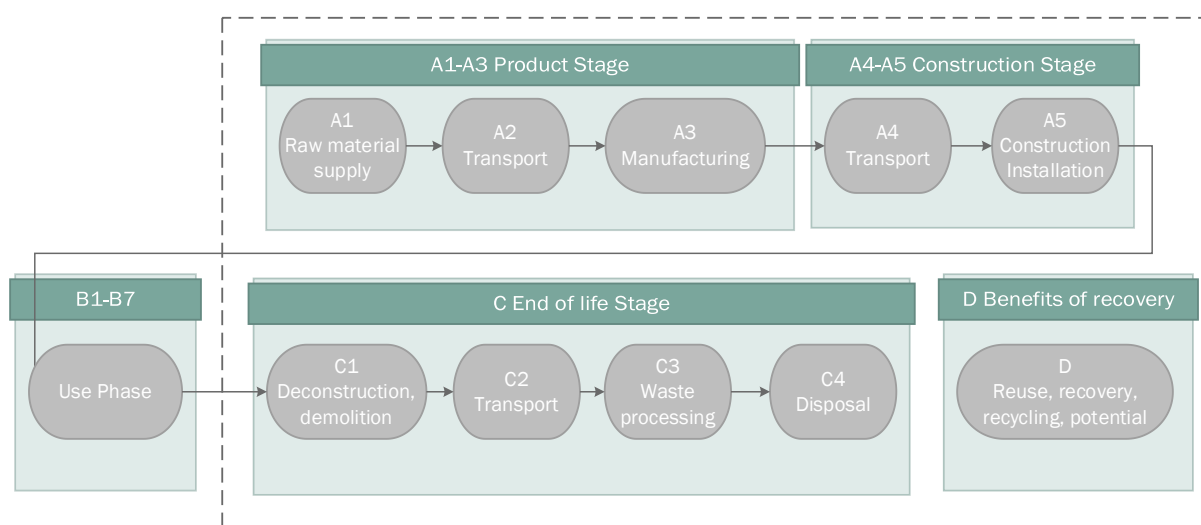 A1-A3 Product Stage
A4-A5 Construction Stage
A1
Raw material
supply
A2
Transport
A3
Manufacturing
A4
Transport
A5
Construction
Installation
B1-B7
C End of life Stage
D Benefits of recovery
Use Phase
C1
Deconstruction,
demolition
C2
Transport
C3
Waste
processing
C4
Disposal
D
Reuse, recovery,
recycling, potential